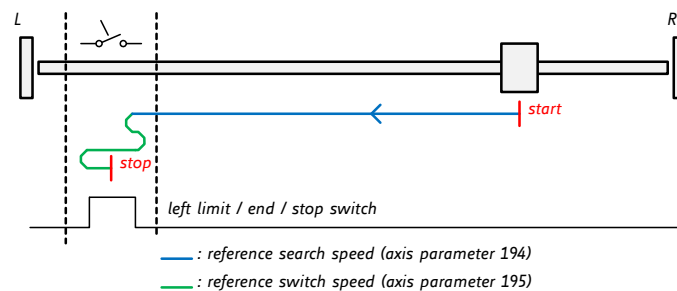 L
R
start
stop
left limit / end / stop switch
: reference search speed (axis parameter 194)
: reference switch speed (axis parameter 195)